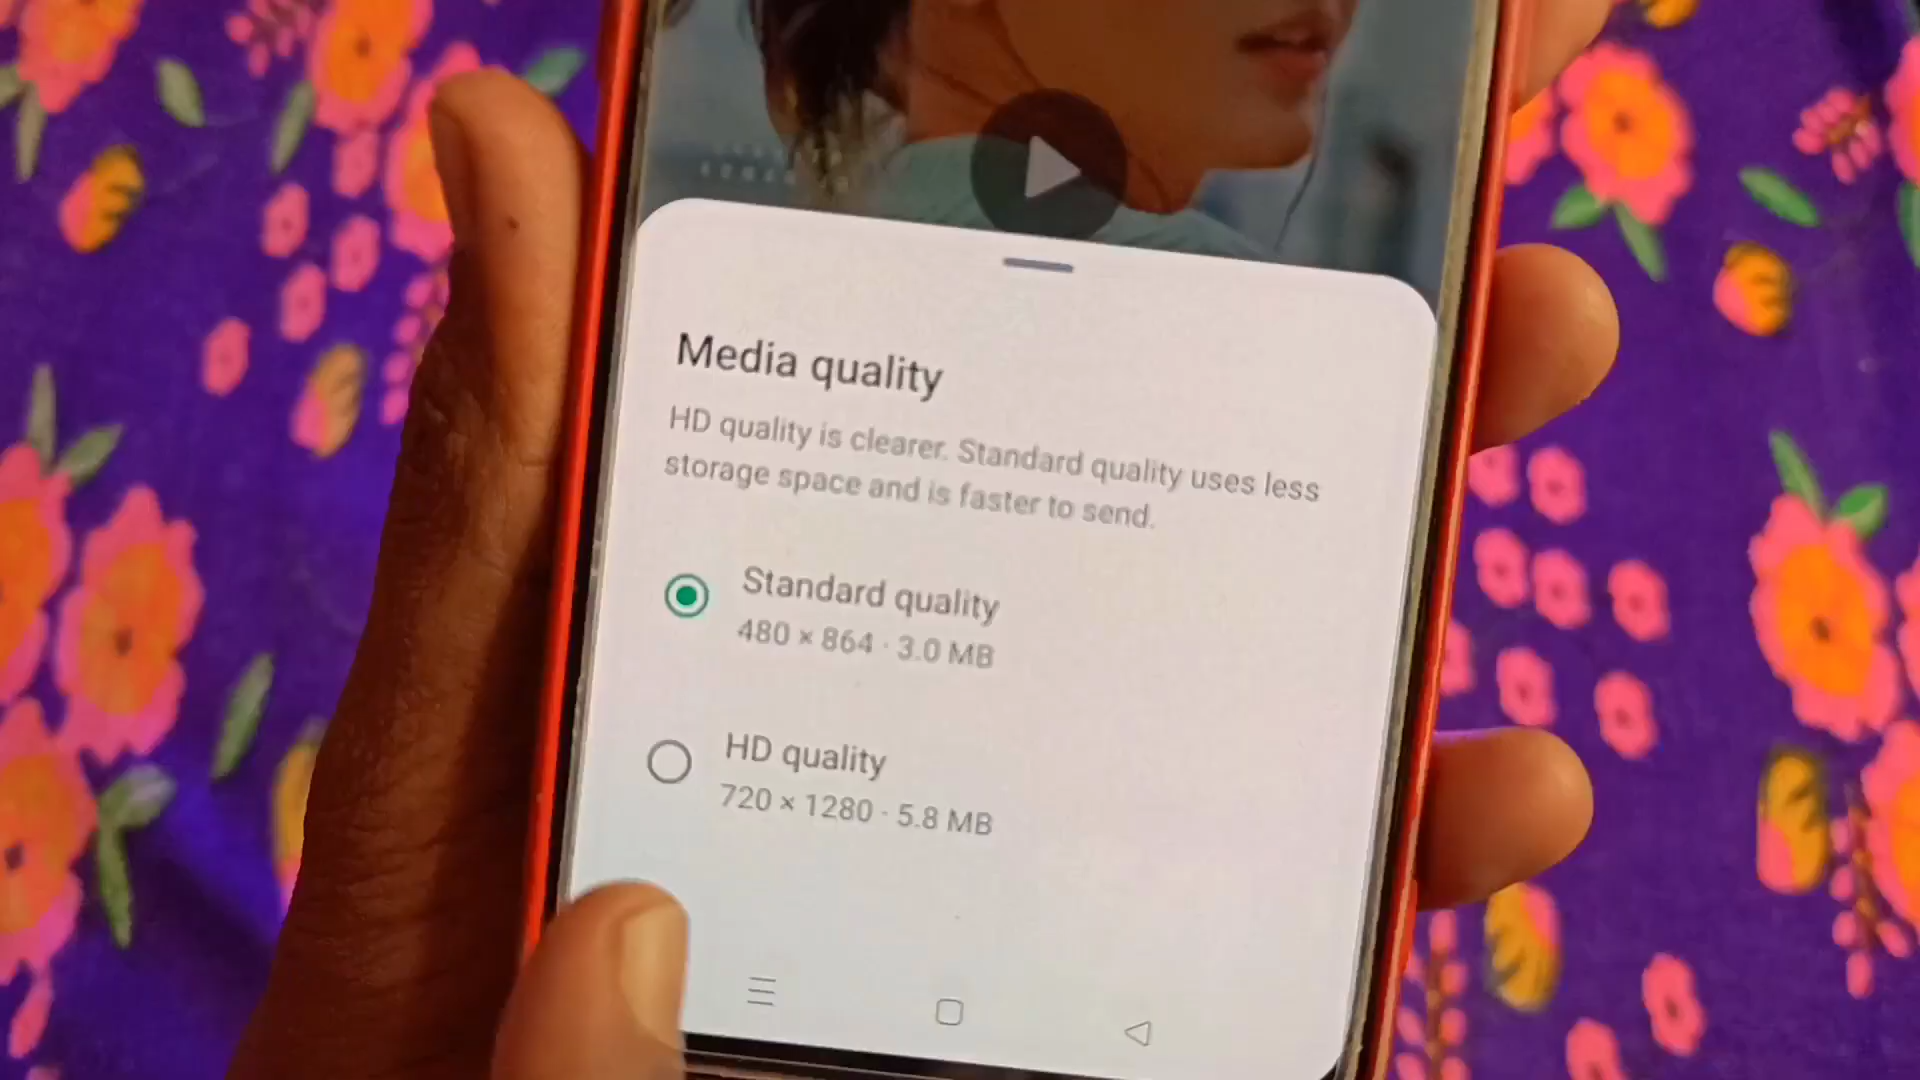 Media quality
HD quality is clearer. Standard quality uses less
storage space and is faster to send.
Standard quality
480 × 864 · 3.0 MB
HD quality
720 × 1280 · 5.8 MB